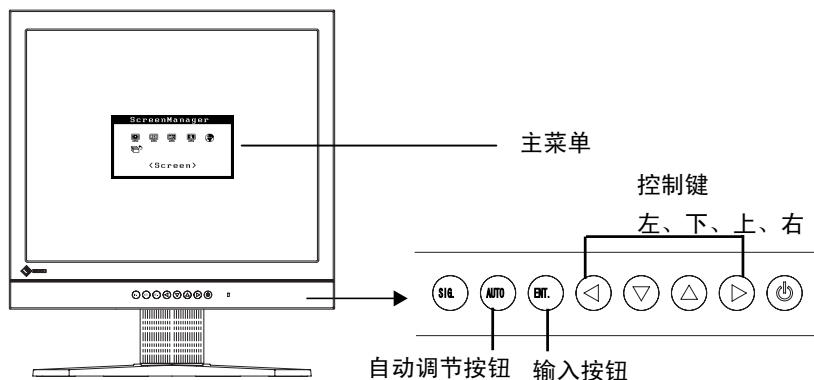 ScreenManager
<Screen>
主菜单
控制键
左、下、上、右
SIG.
AUTO
ENT.
自动调节按钮
输入按钮